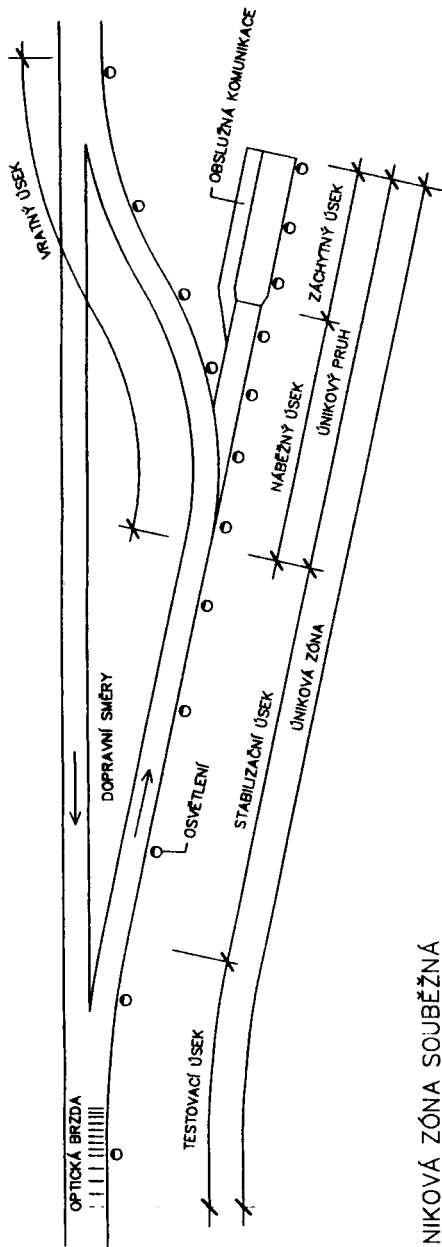 VRATNÝ ÚSEK
OBSLUŽNÁ KOMUNIKACE
OPTICKÁ BRZDA
DOPRAVNÍ SMĚRY
OSVĚTLENÍ
TESTOVACÍ ÚSEK
STABILIZAČNÍ ÚSEK
NÁBĚŽNÝ ÚSEK
ZÁCHYTNÝ ÚSEK
ÚNIKOVÝ PRUH
ÚNIKOVÁ ZÓNA
NIKOVÁ ZÓNA SOUBĚŽNÁ